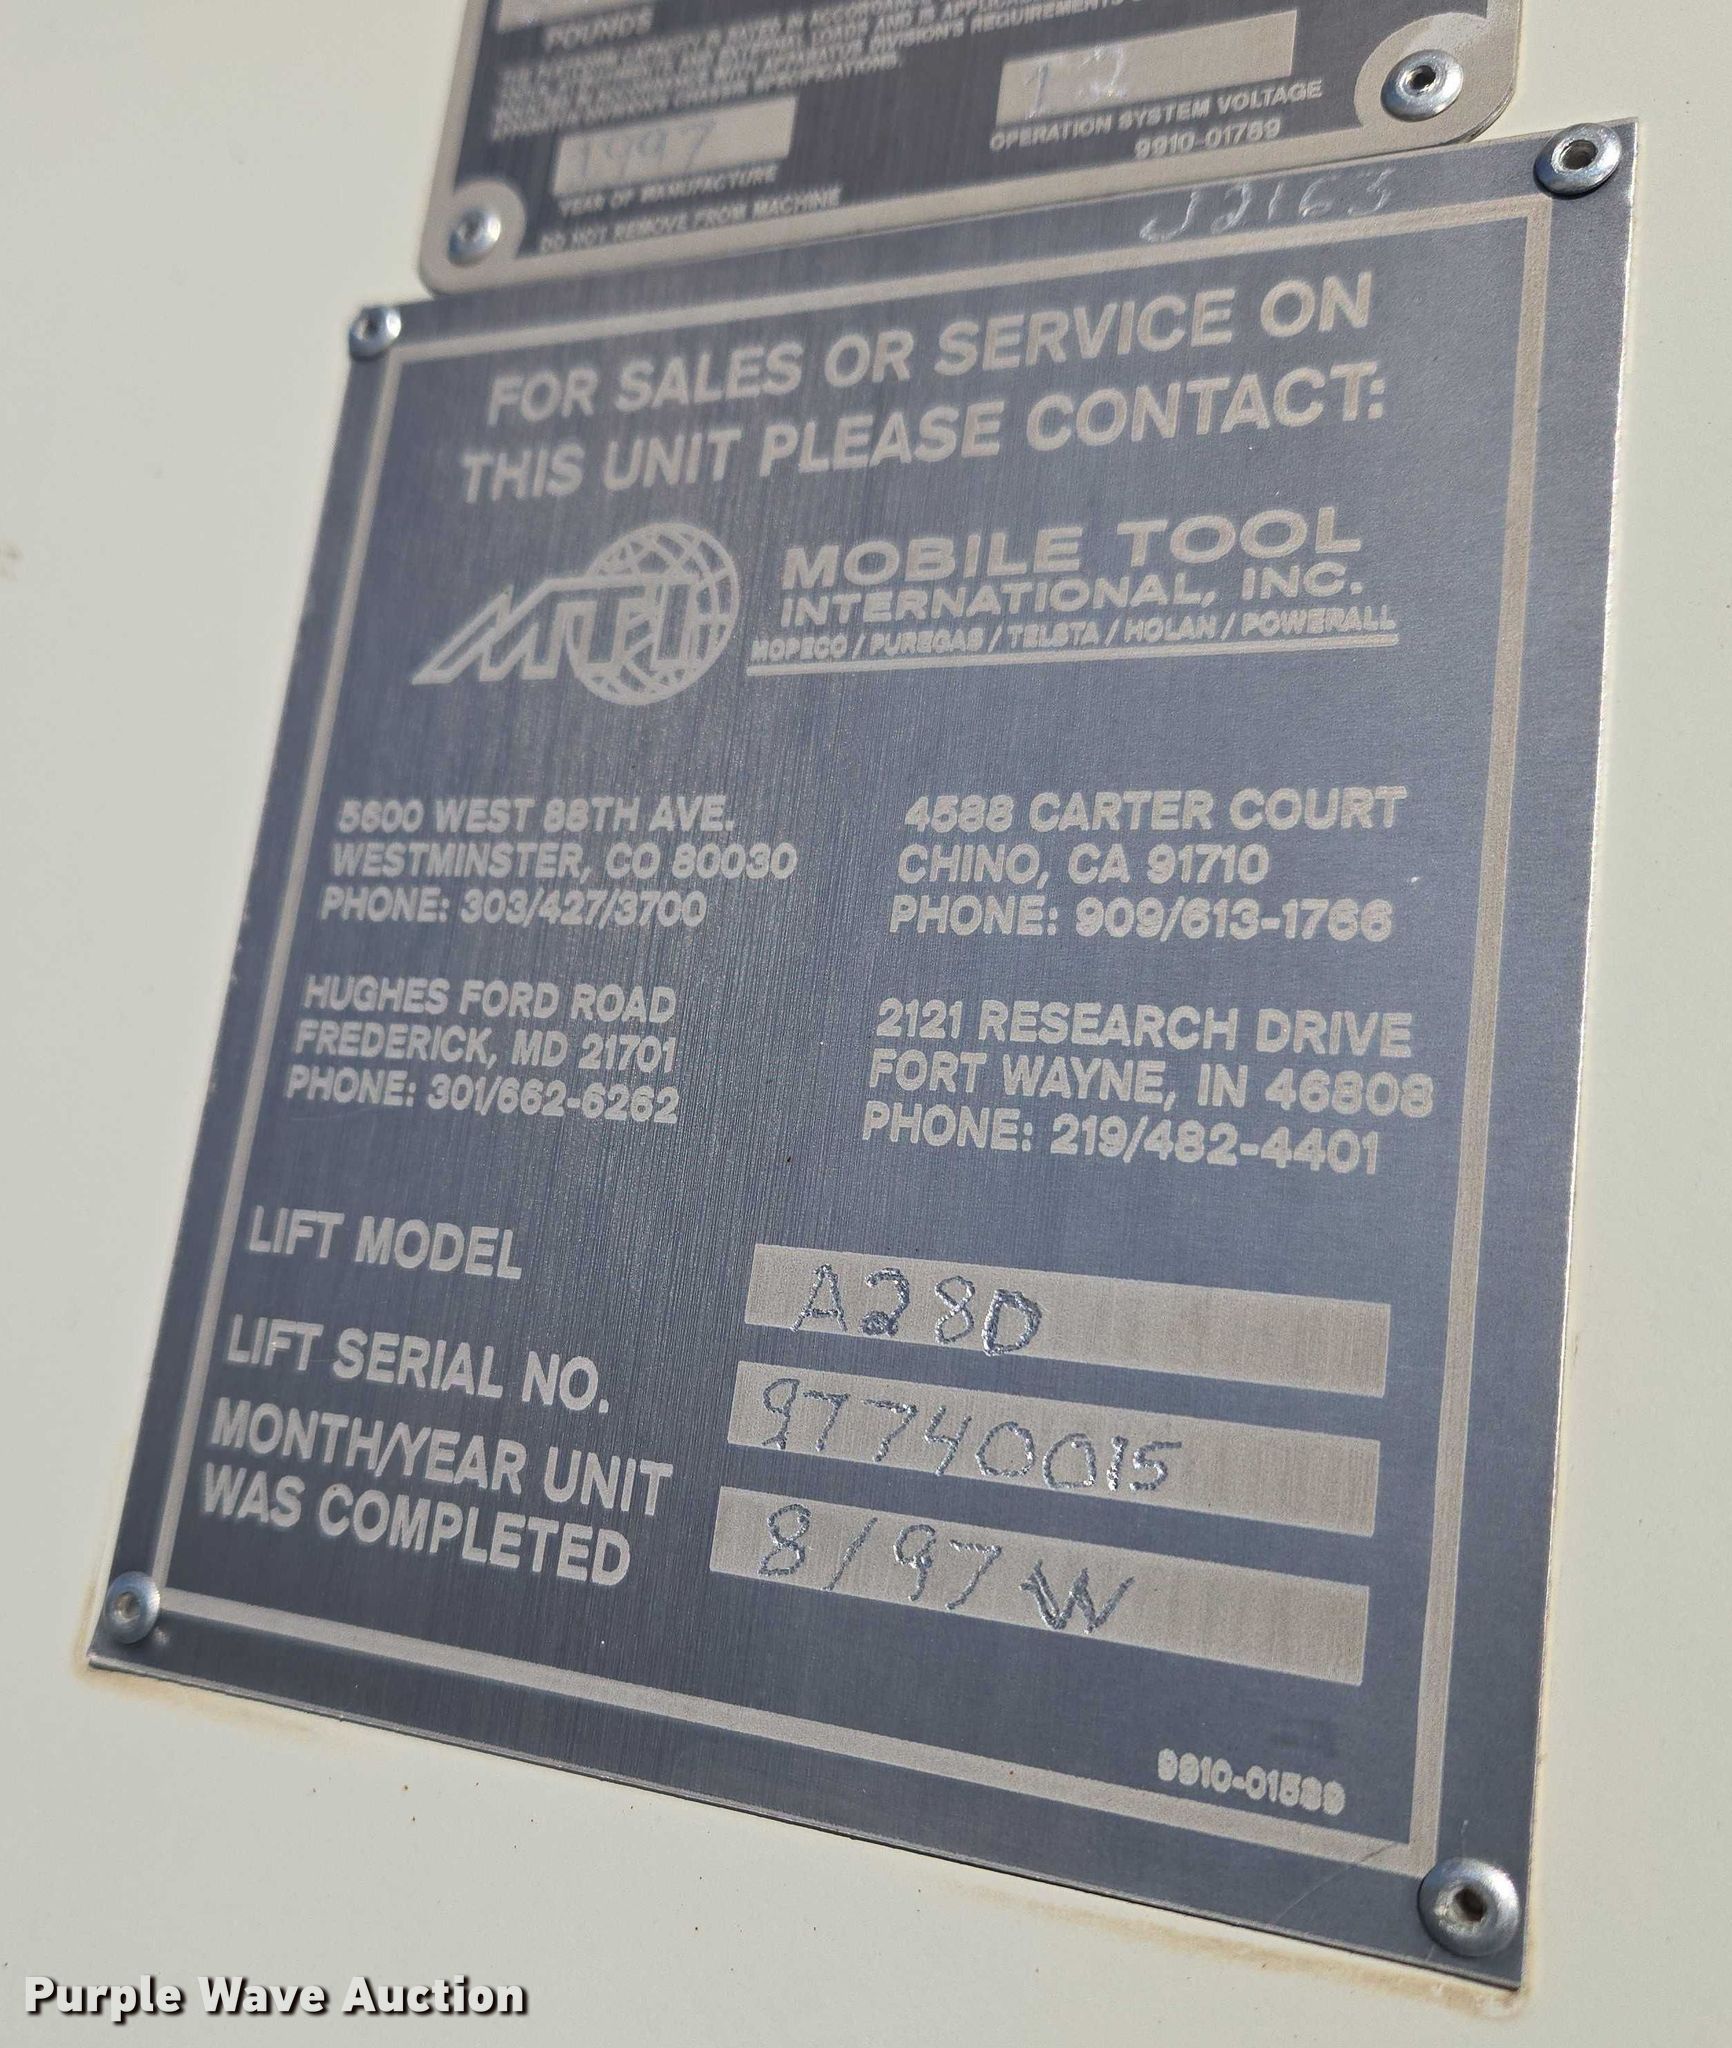 POUNDS
1997
YEAR OF MANUFACTURE
DO NOT REMOVE FROM MACHINE
12
OPERATION SYSTEM VOLTAGE
9910-01789
J2163
FOR SALES OR SERVICE ON
THIS UNIT PLEASE CONTACT:
MTI
MOBILE TOOL
INTERNATIONAL, INC.
MOPECO / PUREGAS / TELSTA / HOLAN / POWERALL
5600 WEST 88TH AVE.
WESTMINSTER, CO 80030
PHONE: 303/427/3700
4588 CARTER COURT
CHINO, CA 91710
PHONE: 909/613-1766
HUGHES FORD ROAD
FREDERICK, MD 21701
PHONE: 301/662-6262
2121 RESEARCH DRIVE
FORT WAYNE, IN 46808
PHONE: 219/482-4401
LIFT MODEL A28D
LIFT SERIAL NO. 97740015
MONTH/YEAR UNIT
WAS COMPLETED 8/97W
9910-01589
Purple Wave Auction